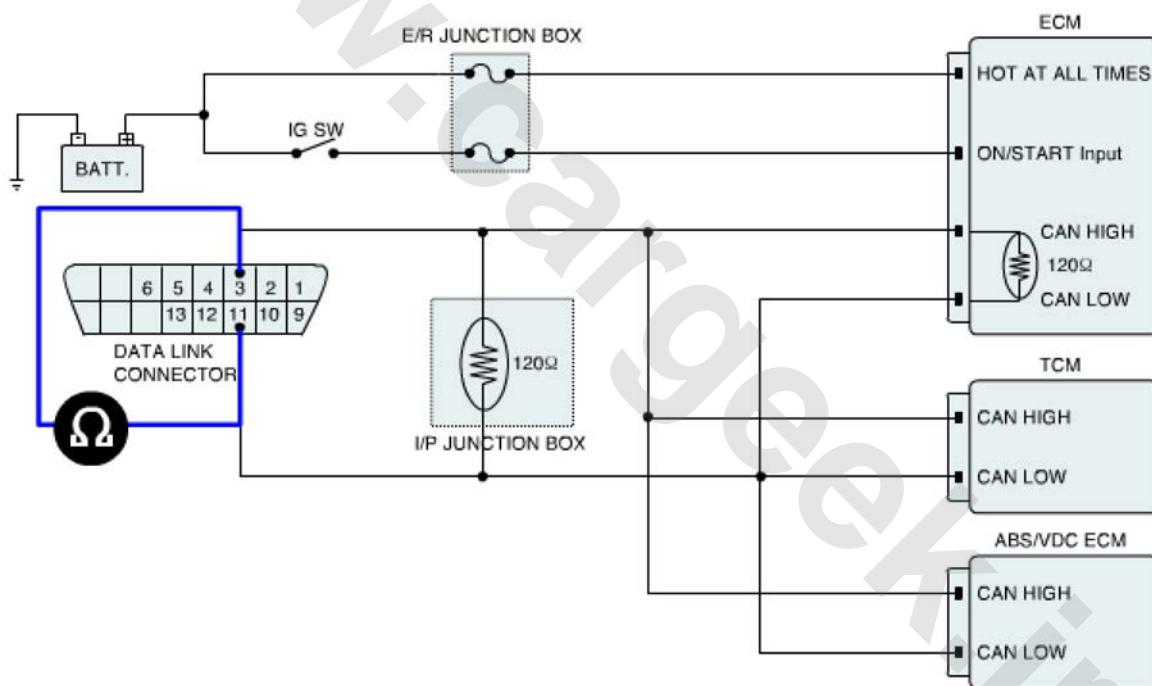 E/R JUNCTION BOX
ECM
HOT AT ALL TIMES
IG SW
ON/START Input
- +
BATT.
CAN HIGH
120Ω
CAN LOW
6 5 4 3 2 1
13 12 11 10 9
DATA LINK
CONNECTOR
Ω
120Ω
I/P JUNCTION BOX
TCM
CAN HIGH
CAN LOW
ABS/VDC ECM
CAN HIGH
CAN LOW
w.cargeek.i